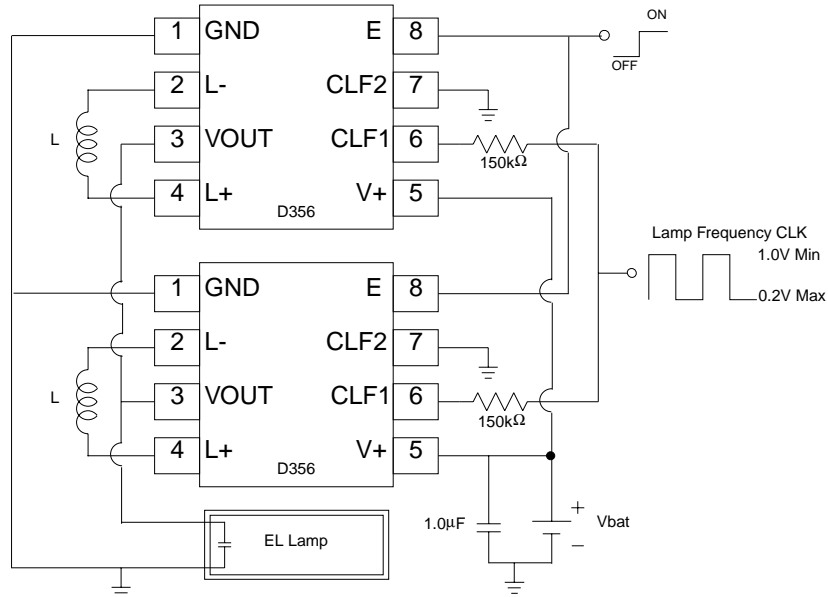 1 GND E 8 ON
OFF
2 L- CLF2 7
L
3 VOUT CLF1 6
150kΩ
4 L+ V+ 5
D356
Lamp Frequency CLK
1.0V Min
0.2V Max
1 GND E 8
2 L- CLF2 7
L
3 VOUT CLF1 6
150kΩ
4 L+ V+ 5
D356
1.0μF
+
Vbat
−
EL Lamp